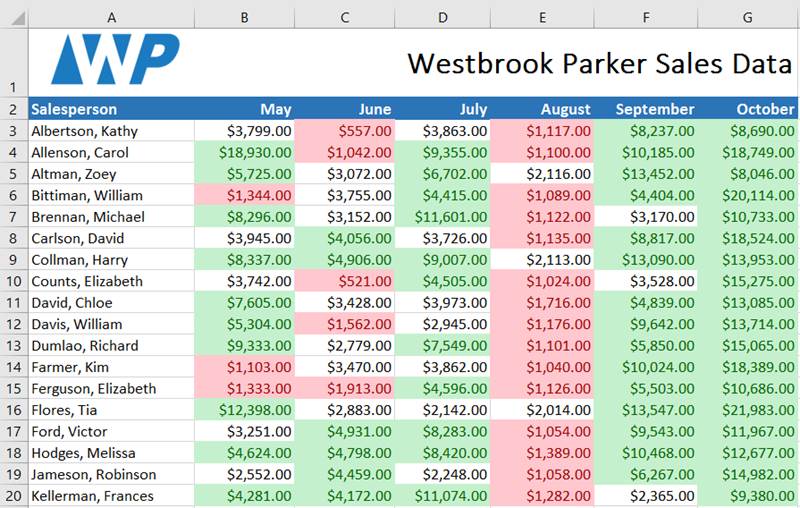 A B C D E F G
WP Westbrook Parker Sales Data
1
2 Salesperson May June July August September October
3 Albertson, Kathy $3,799.00 $557.00 $3,863.00 $1,117.00 $8,237.00 $8,690.00
4 Allenson, Carol $18,930.00 $1,042.00 $9,355.00 $1,100.00 $10,185.00 $18,749.00
5 Altman, Zoey $5,725.00 $3,072.00 $6,702.00 $2,116.00 $13,452.00 $8,046.00
6 Bittiman, William $1,344.00 $3,755.00 $4,415.00 $1,089.00 $4,404.00 $20,114.00
7 Brennan, Michael $8,296.00 $3,152.00 $11,601.00 $1,122.00 $3,170.00 $10,733.00
8 Carlson, David $3,945.00 $4,056.00 $3,726.00 $1,135.00 $8,817.00 $18,524.00
9 Collman, Harry $8,337.00 $4,906.00 $9,007.00 $2,113.00 $13,090.00 $13,953.00
10 Counts, Elizabeth $3,742.00 $521.00 $4,505.00 $1,024.00 $3,528.00 $15,275.00
11 David, Chloe $7,605.00 $3,428.00 $3,973.00 $1,716.00 $4,839.00 $13,085.00
12 Davis, William $5,304.00 $1,562.00 $2,945.00 $1,176.00 $9,642.00 $13,714.00
13 Dumlao, Richard $9,333.00 $2,779.00 $7,549.00 $1,101.00 $5,850.00 $15,065.00
14 Farmer, Kim $1,103.00 $3,470.00 $3,862.00 $1,040.00 $10,024.00 $18,389.00
15 Ferguson, Elizabeth $1,333.00 $1,913.00 $4,596.00 $1,126.00 $5,503.00 $10,686.00
16 Flores, Tia $12,398.00 $2,883.00 $2,142.00 $2,014.00 $13,547.00 $21,983.00
17 Ford, Victor $3,251.00 $4,931.00 $8,283.00 $1,054.00 $9,543.00 $11,967.00
18 Hodges, Melissa $4,624.00 $4,798.00 $8,420.00 $1,389.00 $10,468.00 $12,677.00
19 Jameson, Robinson $2,552.00 $4,459.00 $2,248.00 $1,058.00 $6,267.00 $14,982.00
20 Kellerman, Frances $4,281.00 $4,172.00 $11,074.00 $1,282.00 $2,365.00 $9,380.00